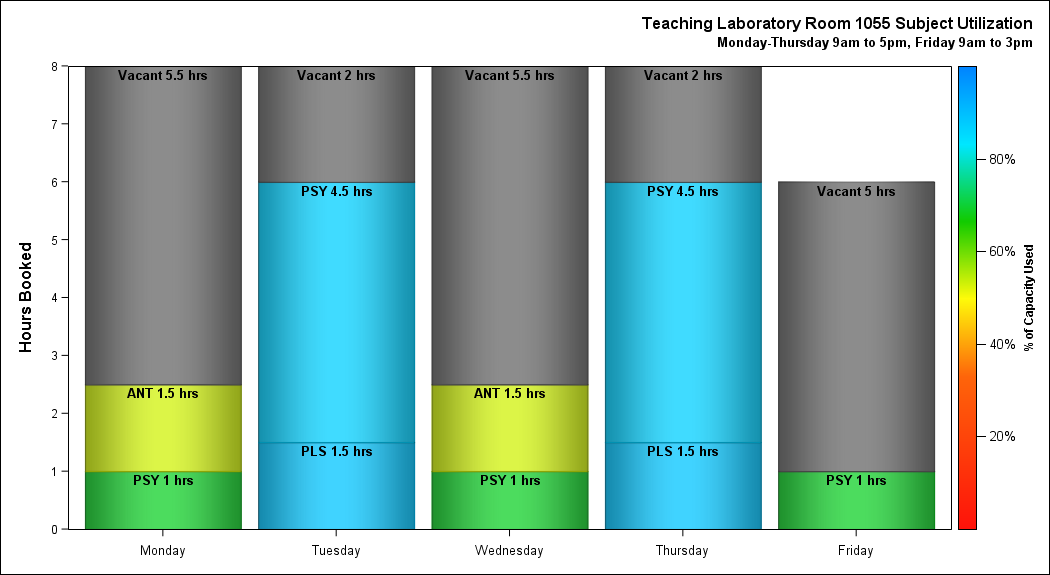 Teaching Laboratory Room 1055 Subject Utilization
Monday-Thursday 9am to 5pm, Friday 9am to 3pm
Hours Booked
8
7
6
5
4
3
2
1
0
Vacant 5.5 hrs
ANT 1.5 hrs
PSY 1 hrs
Vacant 2 hrs
PSY 4.5 hrs
PLS 1.5 hrs
Vacant 5.5 hrs
ANT 1.5 hrs
PSY 1 hrs
Vacant 2 hrs
PSY 4.5 hrs
PLS 1.5 hrs
Vacant 5 hrs
PSY 1 hrs
Monday
Tuesday
Wednesday
Thursday
Friday
80%
60%
40%
20%
% of Capacity Used